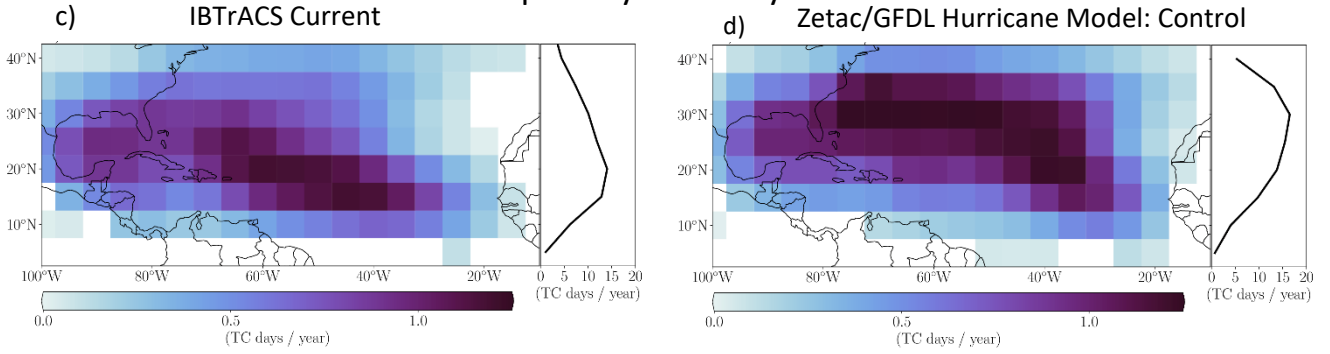 c)
IBTrACS Current
40°N
30°N
20°N
10°N
100°W 80°W 60°W 40°W 20°W 0 5 10 15 20
(TC days / year)
0.0 0.5 1.0
(TC days / year)
d)
Zetac/GFDL Hurricane Model: Control
40°N
30°N
20°N
10°N
100°W 80°W 60°W 40°W 20°W 0 5 10 15 20
(TC days / year)
0.0 0.5 1.0
(TC days / year)